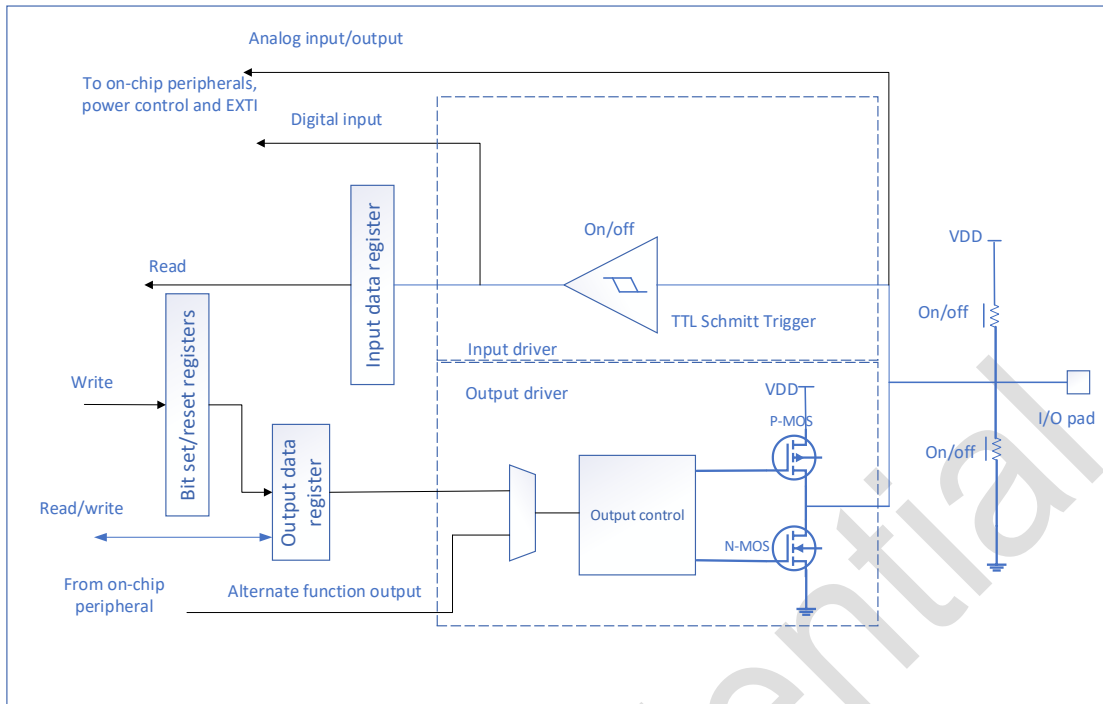 Analog input/output
To on-chip peripherals,
power control and EXTI
Digital input
On/off
Input data register
Read
TTL Schmitt Trigger
Input driver
VDD
On/off
I/O pad
On/off
Write
Bit set/reset registers
Output driver
VDD
P-MOS
Output data
register
Output control
N-MOS
Read/write
From on-chip
peripheral
Alternate function output
ential